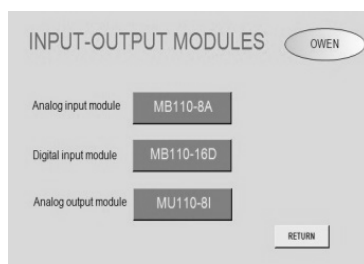 INPUT-OUTPUT MODULES
OWEN
Analog input module
MB110-8A
Digital input module
MB110-16D
Analog output module
MU110-8I
RETURN